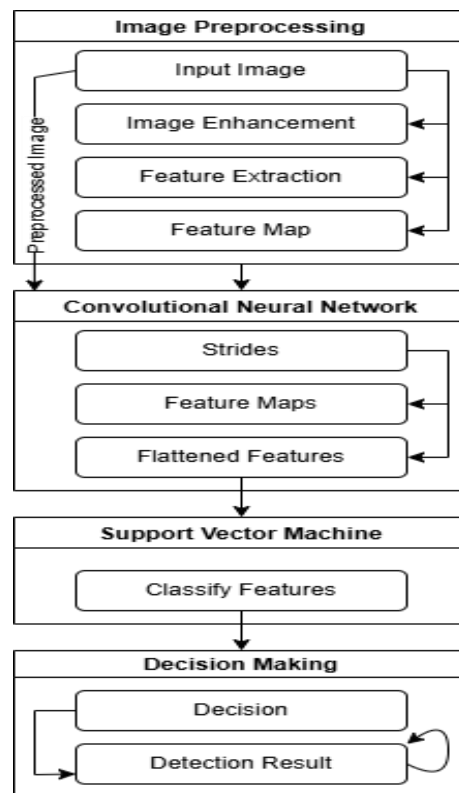 Image Preprocessing
Input Image
Image Enhancement
Feature Extraction
Feature Map
Preprocessed Image
Convolutional Neural Network
Strides
Feature Maps
Flattened Features
Support Vector Machine
Classify Features
Decision Making
Decision
Detection Result